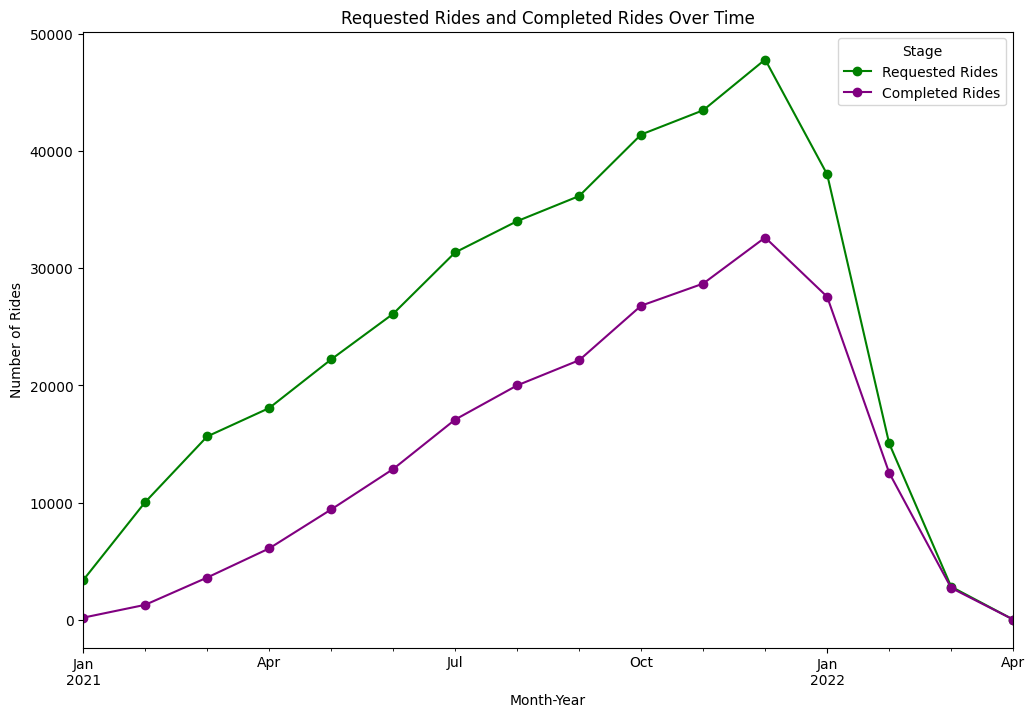 Requested Rides and Completed Rides Over Time
50000
40000
30000
20000
10000
0
Number of Rides
Stage
Requested Rides
Completed Rides
Jan
2021
Apr
Jul
Oct
Jan
2022
Apr
Month-Year